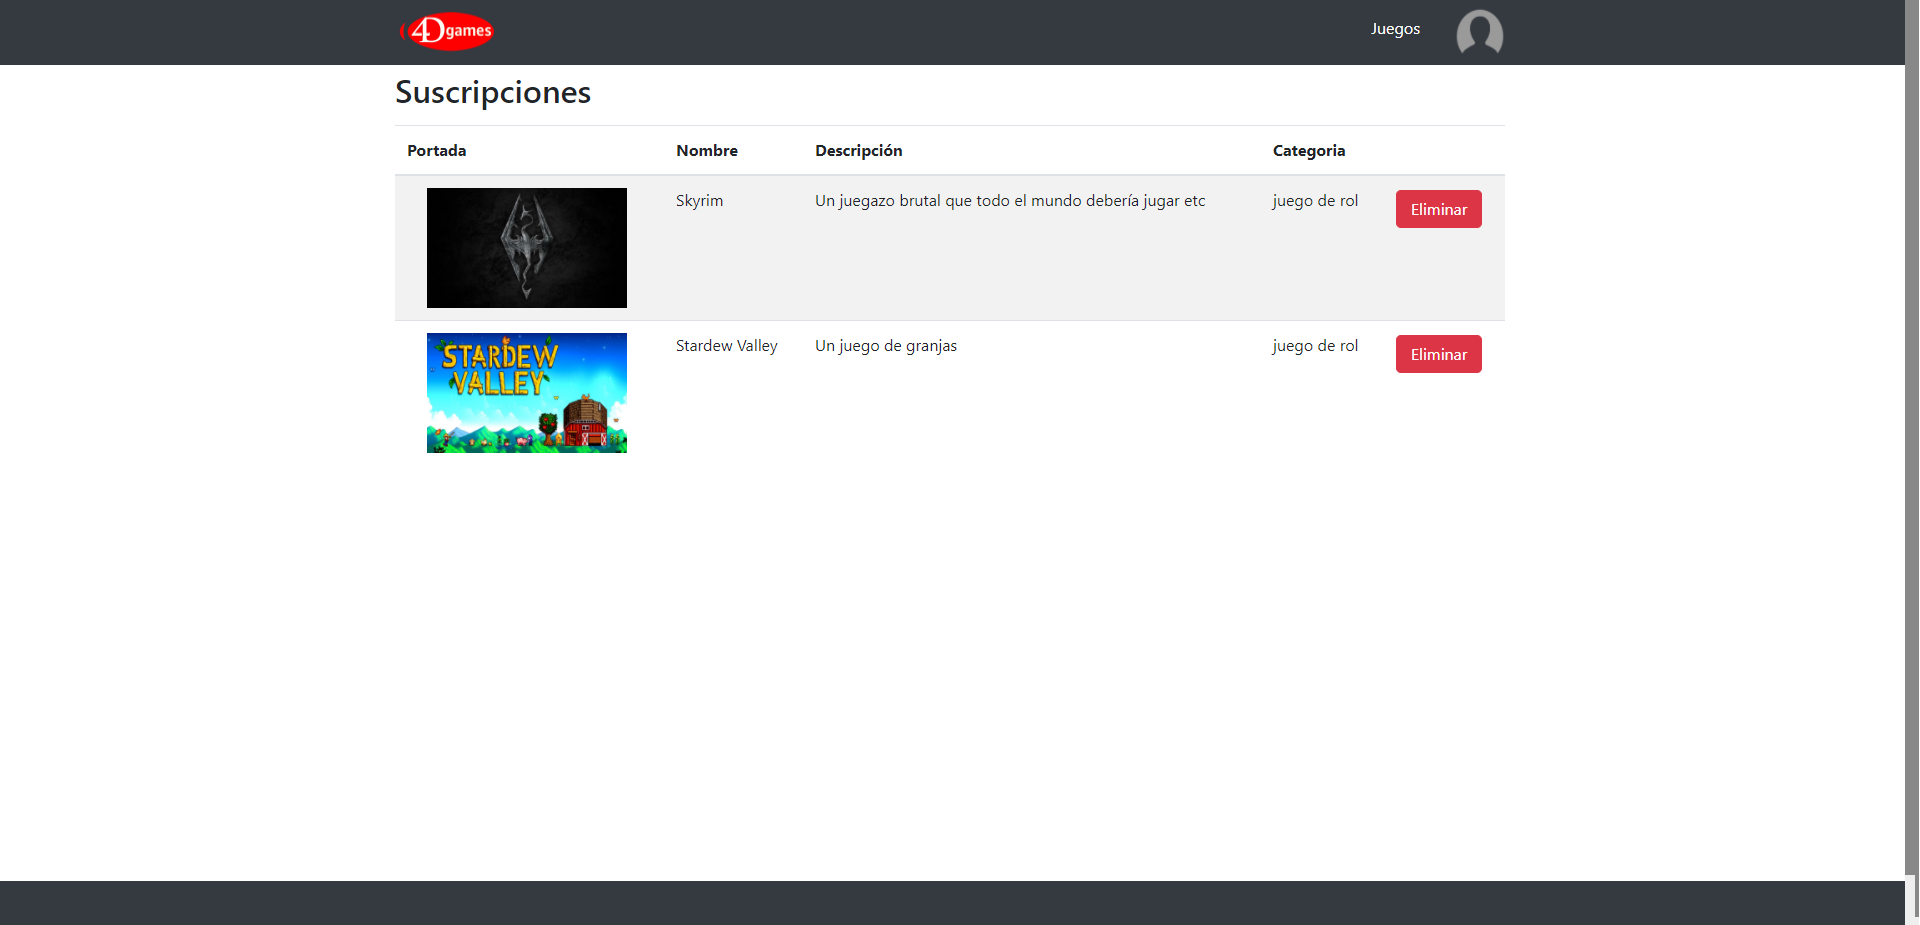 4Dgames
Juegos
Suscripciones
Portada Nombre Descripción Categoria
Skyrim Un juegazo brutal que todo el mundo debería jugar etc juego de rol Eliminar
STARDEW
VALLEY
Stardew Valley Un juego de granjas juego de rol Eliminar